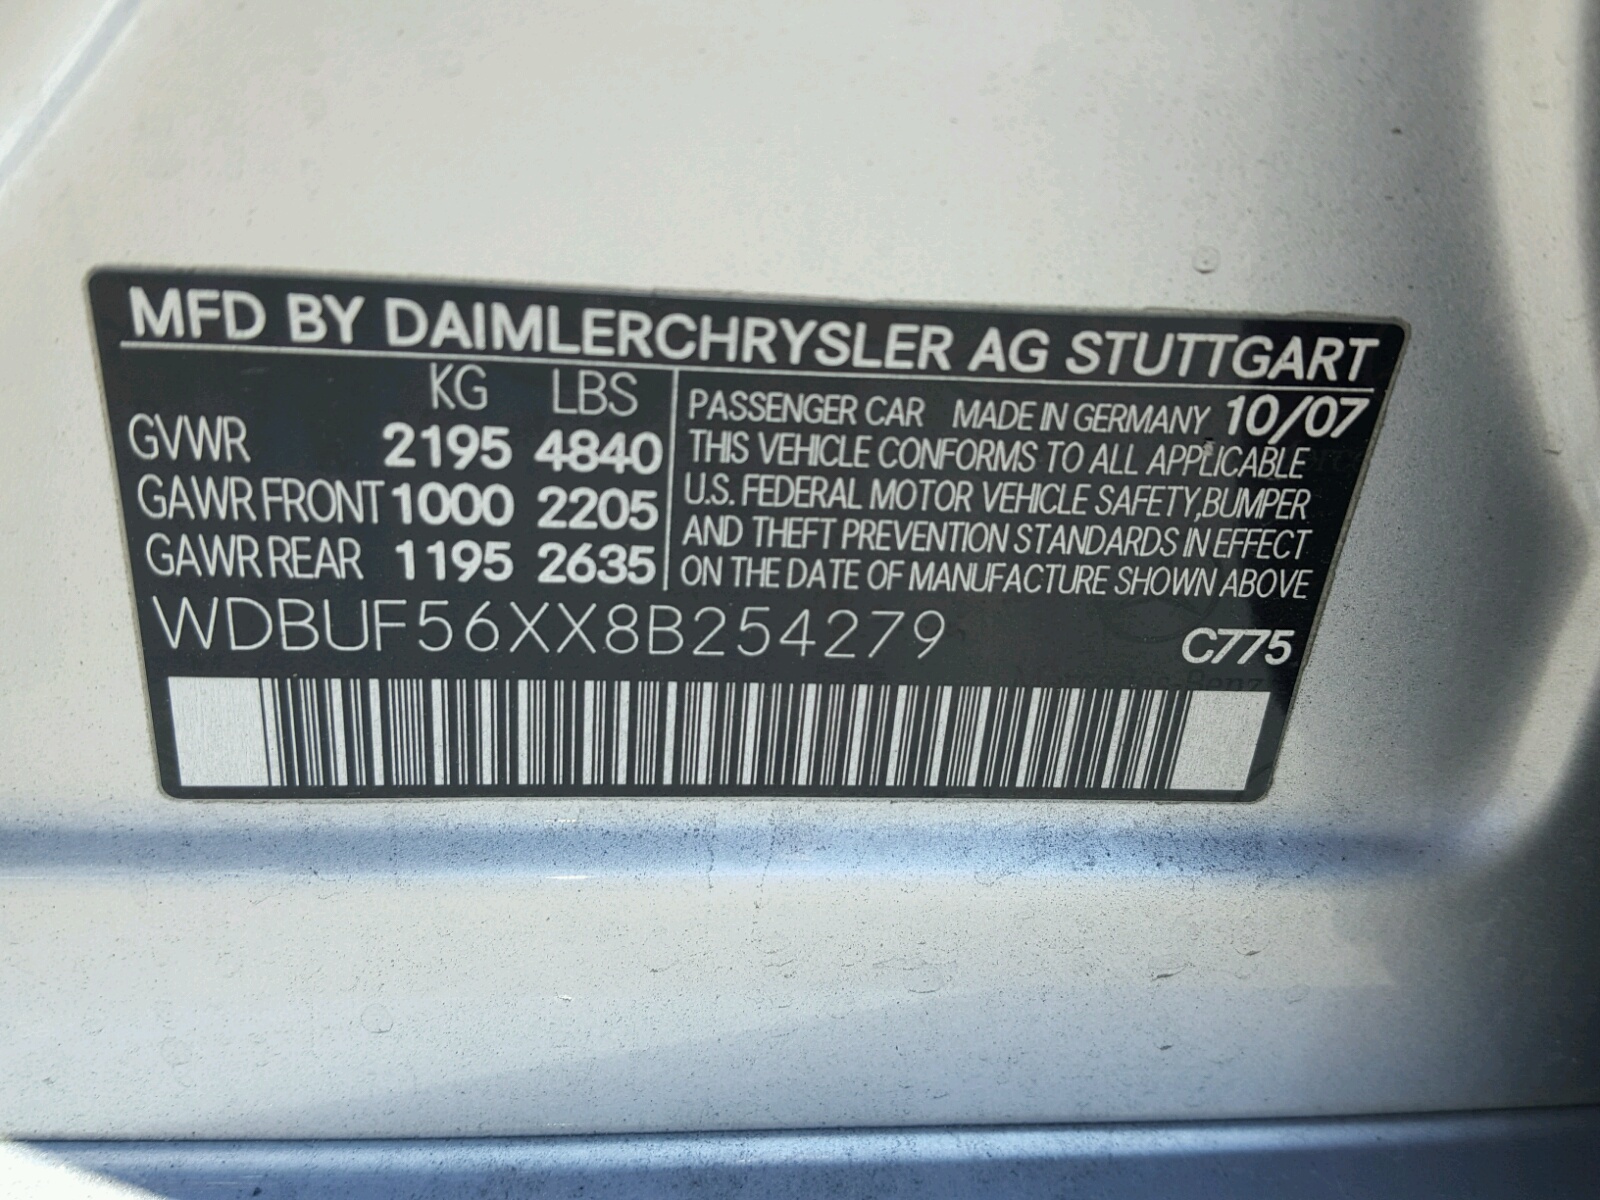 MFD BY DAIMLERCHRYSLER AG STUTTGART
KG LBS
GVWR 2195 4840
GAWR FRONT 1000 2205
GAWR REAR 1195 2635
PASSENGER CAR MADE IN GERMANY 10/07
THIS VEHICLE CONFORMS TO ALL APPLICABLE
U.S. FEDERAL MOTOR VEHICLE SAFETY, BUMPER
AND THEFT PREVENTION STANDARDS IN EFFECT
ON THE DATE OF MANUFACTURE SHOWN ABOVE
WDBUF56XX8B254279
C775
Mercedes-Benz